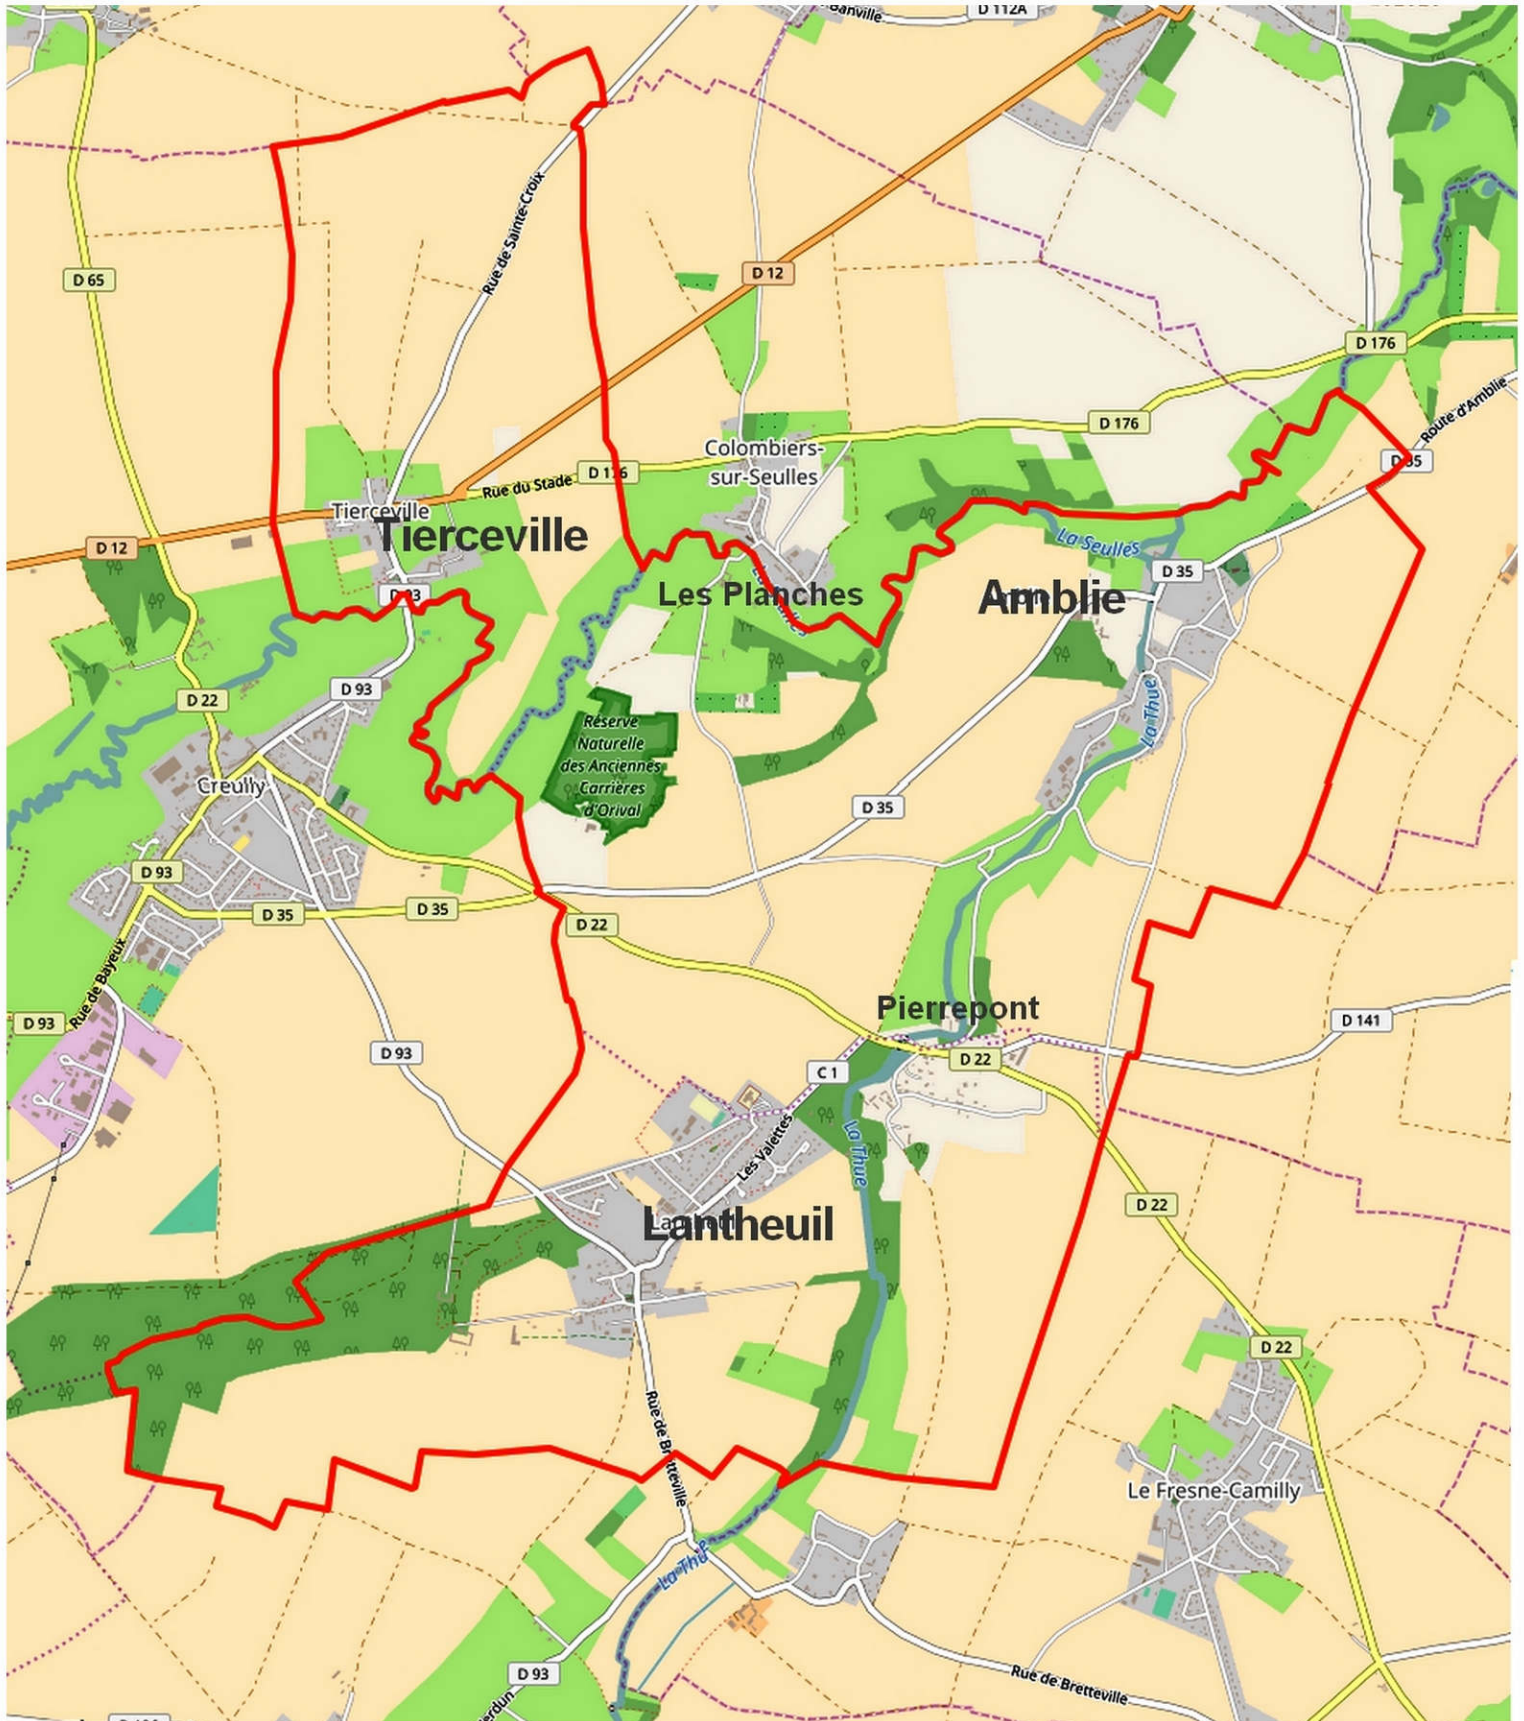 Banville
D 112A
D 65
Rue de Sainte-Croix
D 12
D 176
D 176
Route d'Amblie
Colombiers-
sur-Seulles
D 35
D 176
Rue du Stade
Tierceville
Tierceville
D 12
La Seulles
D 35
D 93
Les Planches
Amblie
D 22
D 93
La Thue
Réserve
Naturelle
des Anciennes
Carrières
d'Orival
Creully
D 35
D 93
D 35
D 35
D 22
Rue de Bayeux
Pierrepont
D 93
D 141
D 93
D 22
C 1
Les Valettes
La Thue
D 22
Lantheuil
D 22
Rue de Bretteville
Le Fresne-Camilly
La Thue
D 93
Rue de Bretteville